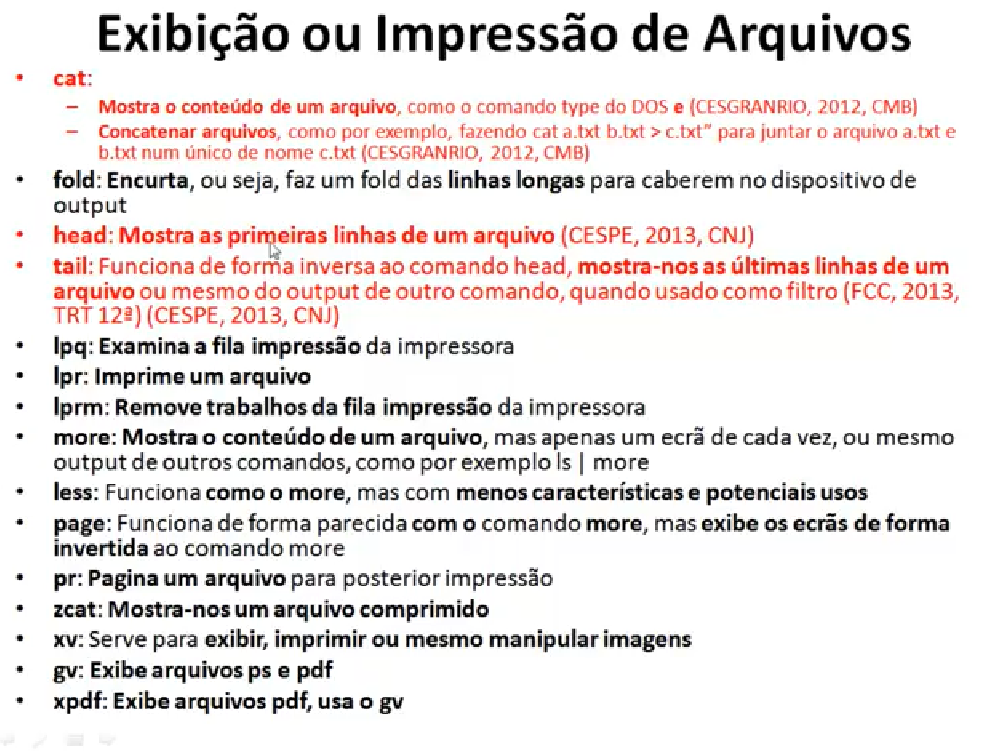 Exibição ou Impressão de Arquivos
• cat:
– Mostra o conteúdo de um arquivo, como o comando type do DOS e (CESGRANRIO, 2012, CMB)
– Concatenar arquivos, como por exemplo, fazendo cat a.txt b.txt > c.txt” para juntar o arquivo a.txt e
b.txt num único de nome c.txt (CESGRANRIO, 2012, CMB)
• fold: Encurta, ou seja, faz um fold das linhas longas para caberem no dispositivo de
output
• head: Mostra as primeiras linhas de um arquivo (CESPE, 2013, CNJ)
• tail: Funciona de forma inversa ao comando head, mostra-nos as últimas linhas de um
arquivo ou mesmo do output de outro comando, quando usado como filtro (FCC, 2013,
TRT 12ª) (CESPE, 2013, CNJ)
• lpq: Examina a fila impressão da impressora
• lpr: Imprime um arquivo
• lprm: Remove trabalhos da fila impressão da impressora
• more: Mostra o conteúdo de um arquivo, mas apenas um ecrã de cada vez, ou mesmo
output de outros comandos, como por exemplo ls | more
• less: Funciona como o more, mas com menos características e potenciais usos
• page: Funciona de forma parecida com o comando more, mas exibe os ecrãs de forma
invertida ao comando more
• pr: Pagina um arquivo para posterior impressão
• zcat: Mostra-nos um arquivo comprimido
• xv: Serve para exibir, imprimir ou mesmo manipular imagens
• gv: Exibe arquivos ps e pdf
• xpdf: Exibe arquivos pdf, usa o gv